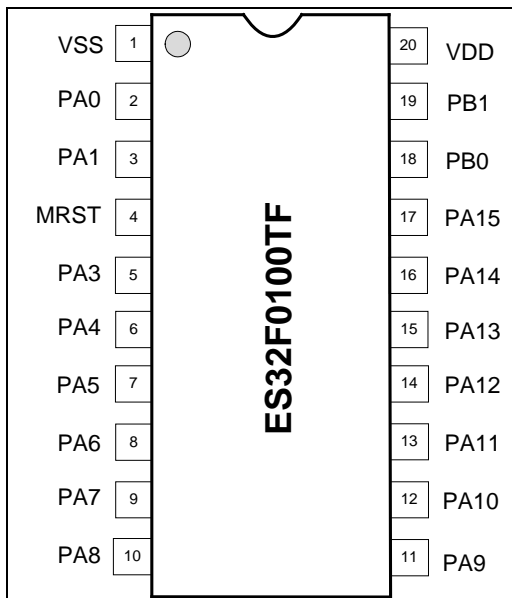 VSS 1 20 VDD
PA0 2 19 PB1
PA1 3 18 PB0
MRST 4 17 PA15
PA3 5 16 PA14
PA4 6 15 PA13
PA5 7 14 PA12
PA6 8 13 PA11
PA7 9 12 PA10
PA8 10 11 PA9
ES32F0100TF